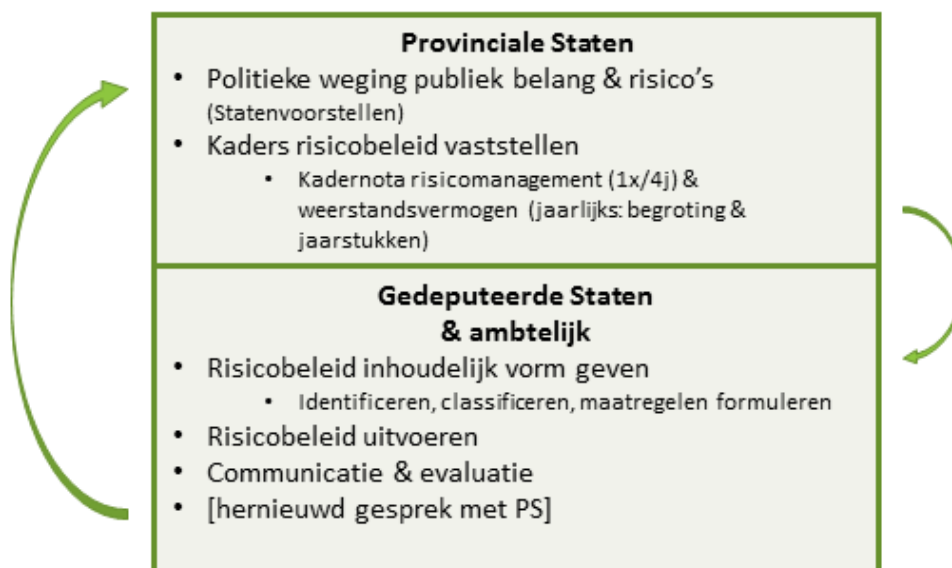 Provinciale Staten
• Politieke weging publiek belang & risico’s
(Statenvoorstellen)
• Kaders risicobeleid vaststellen
• Kadernota risicomanagement (1x/4j) &
weerstandsvermogen (jaarlijks: begroting &
jaarstukken)
Gedeputeerde Staten
& ambtelijk
• Risicobeleid inhoudelijk vorm geven
• Identificeren, classificeren, maatregelen formuleren
• Risicobeleid uitvoeren
• Communicatie & evaluatie
• [hernieuwd gesprek met PS]